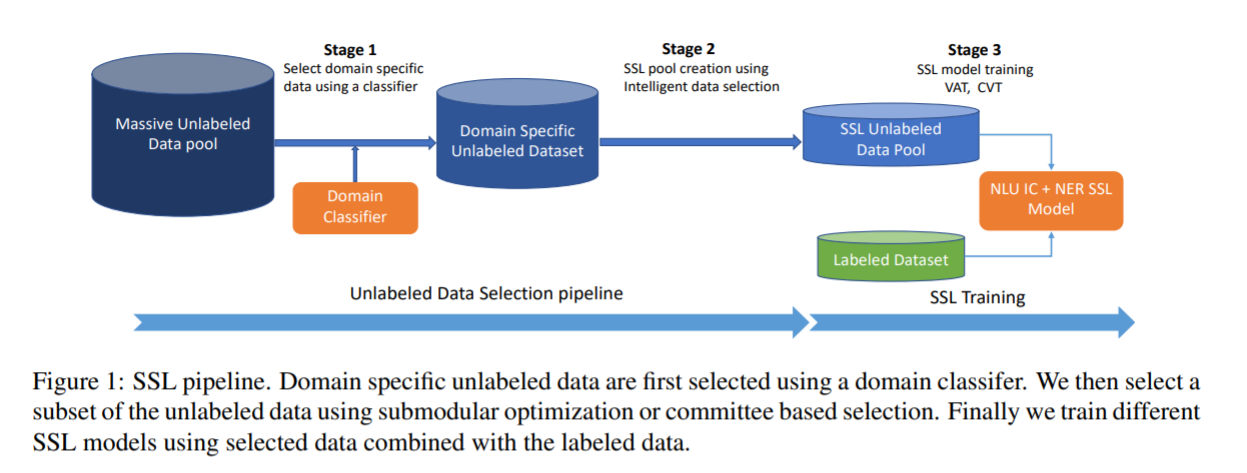 Stage 1
Select domain specific
data using a classifier
Stage 2
SSL pool creation using
Intelligent data selection
Stage 3
SSL model training
VAT, CVT
Massive Unlabeled
Data pool
Domain Specific
Unlabeled Dataset
SSL Unlabeled
Data Pool
Domain
Classifier
NLU IC + NER SSL
Model
Labeled Dataset
Unlabeled Data Selection pipeline
SSL Training
Figure 1: SSL pipeline. Domain specific unlabeled data are first selected using a domain classifer. We then select a
subset of the unlabeled data using submodular optimization or committee based selection. Finally we train different
SSL models using selected data combined with the labeled data.